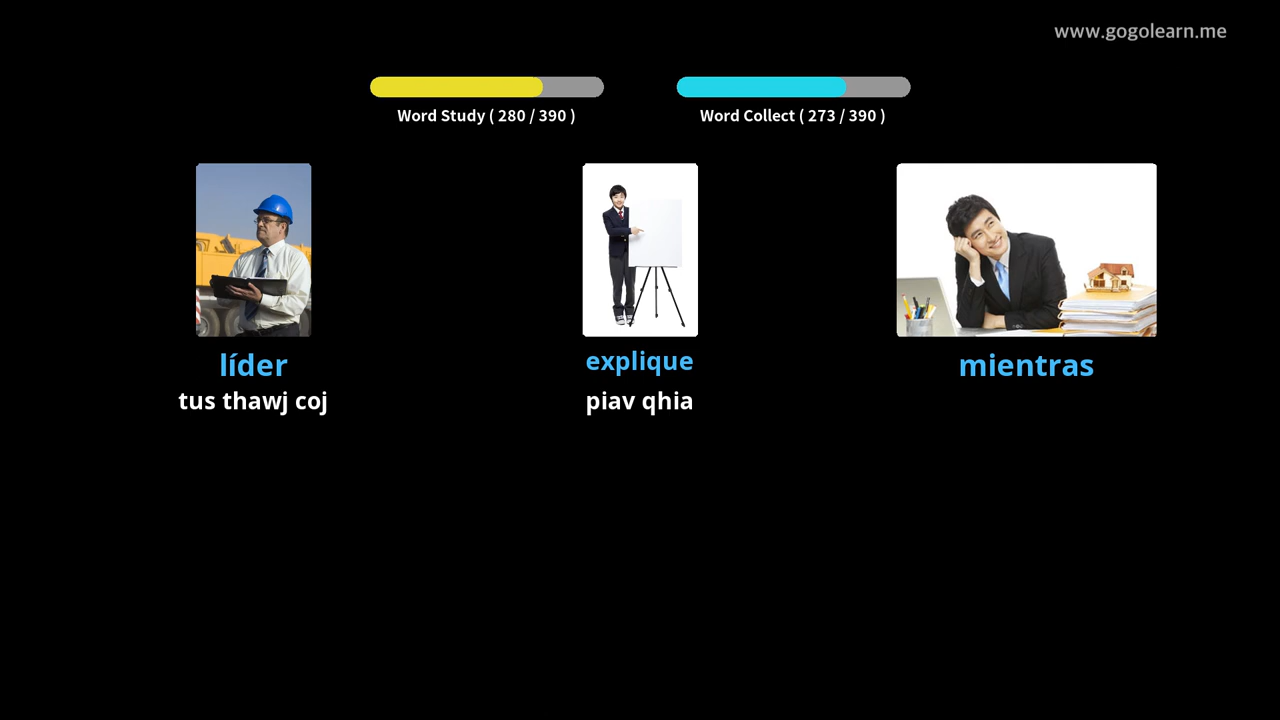 www.gogolearn.me
Word Study ( 280 / 390 )
Word Collect ( 273 / 390 )
líder
explique
mientras
tus thawj coj
piav qhia